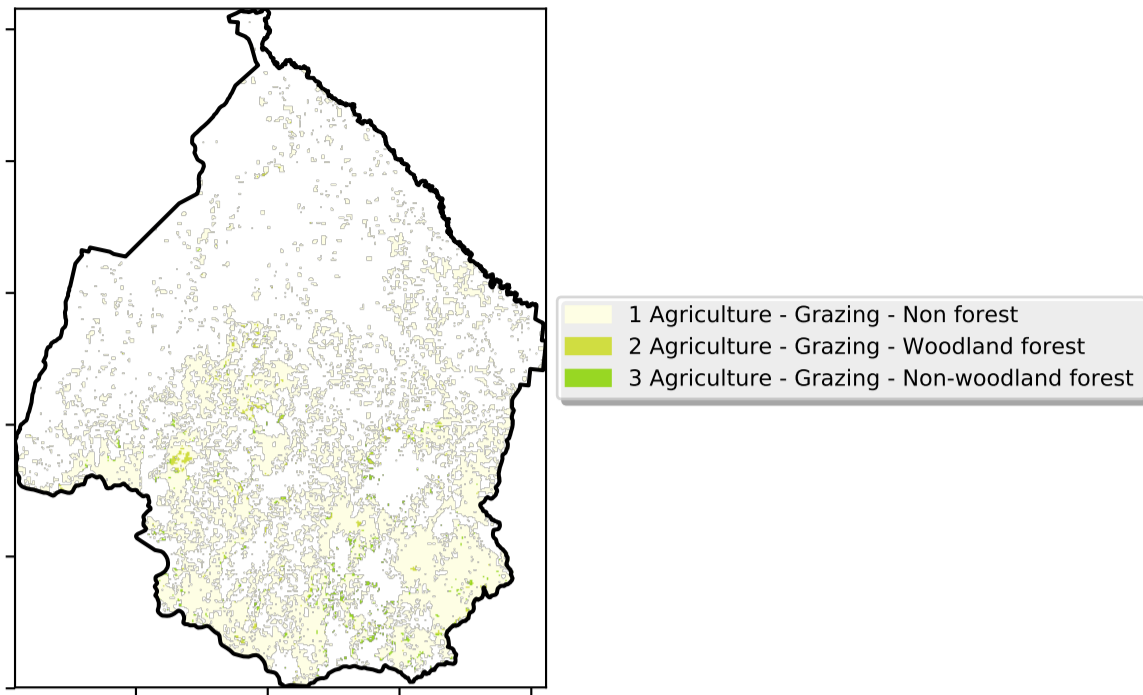 1 Agriculture - Grazing - Non forest
2 Agriculture - Grazing - Woodland forest
3 Agriculture - Grazing - Non-woodland forest